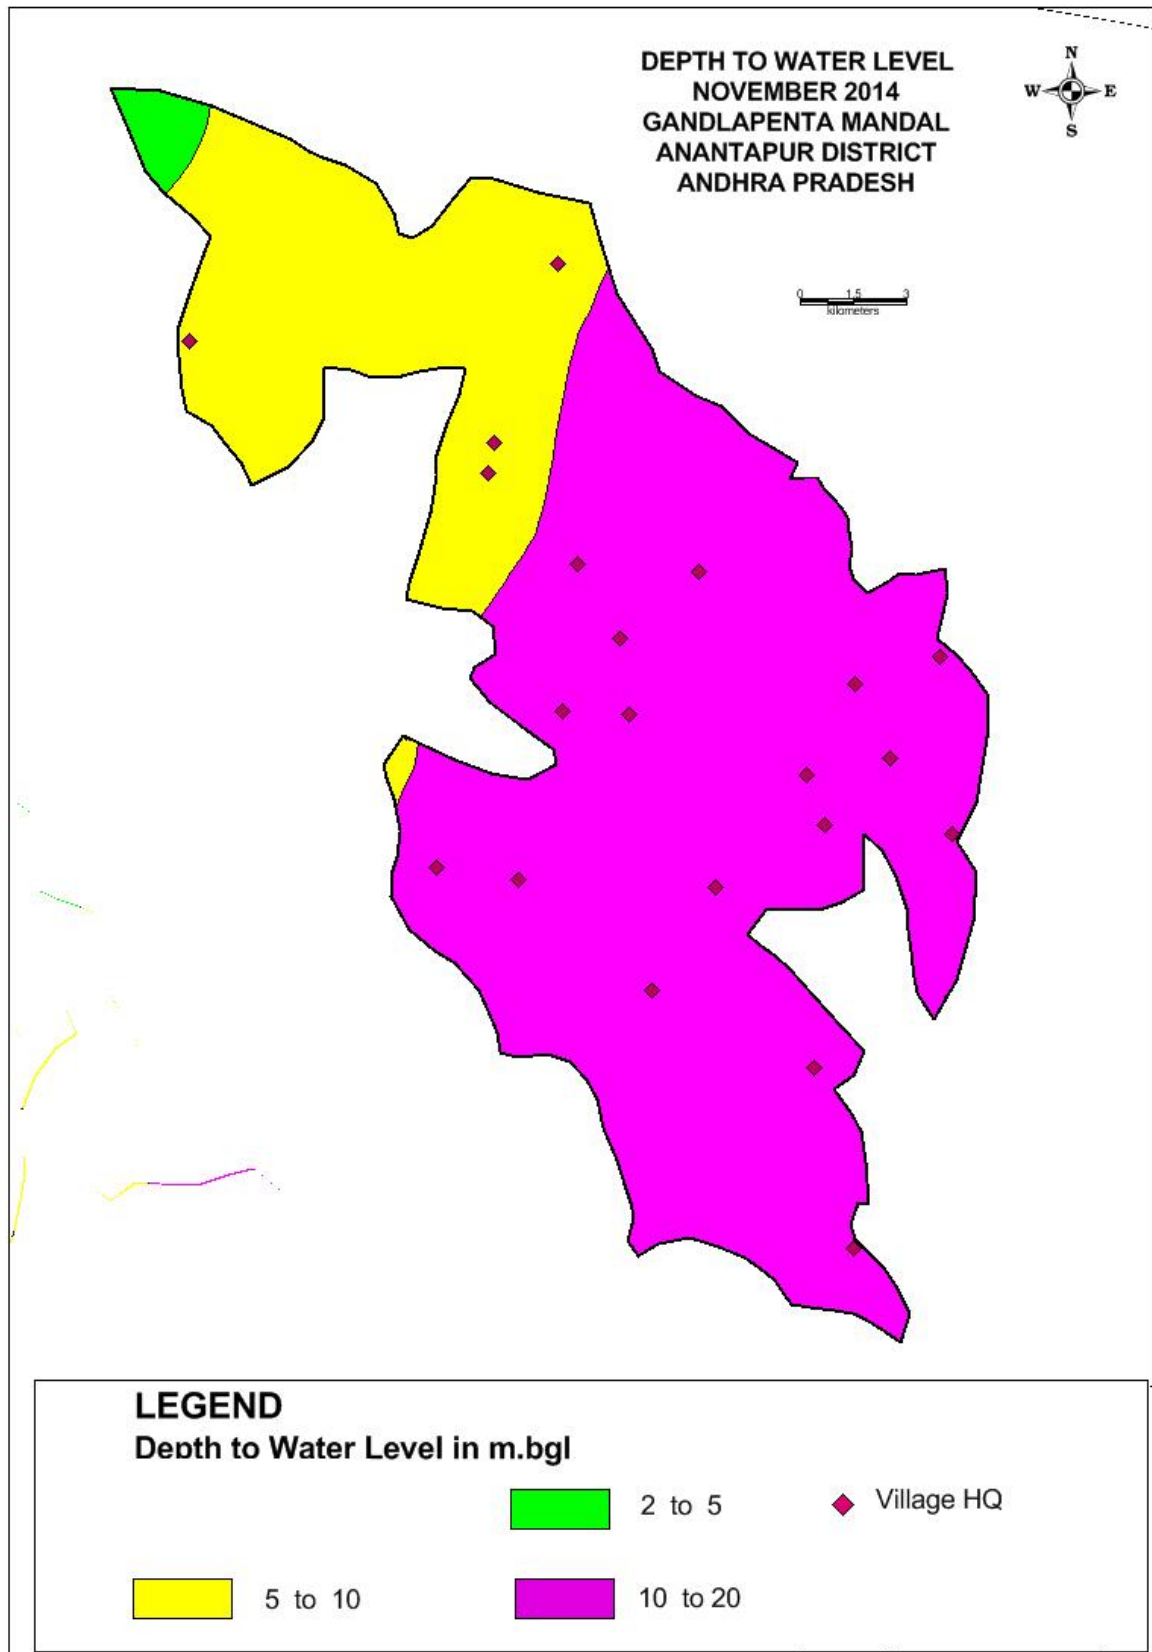 DEPTH TO WATER LEVEL
NOVEMBER 2014
GANDLAPENTA MANDAL
ANANTAPUR DISTRICT
ANDHRA PRADESH
N
W E
S
0 1.5 3
kilometers
LEGEND
Depth to Water Level in m.bgl
2 to 5
Village HQ
5 to 10
10 to 20